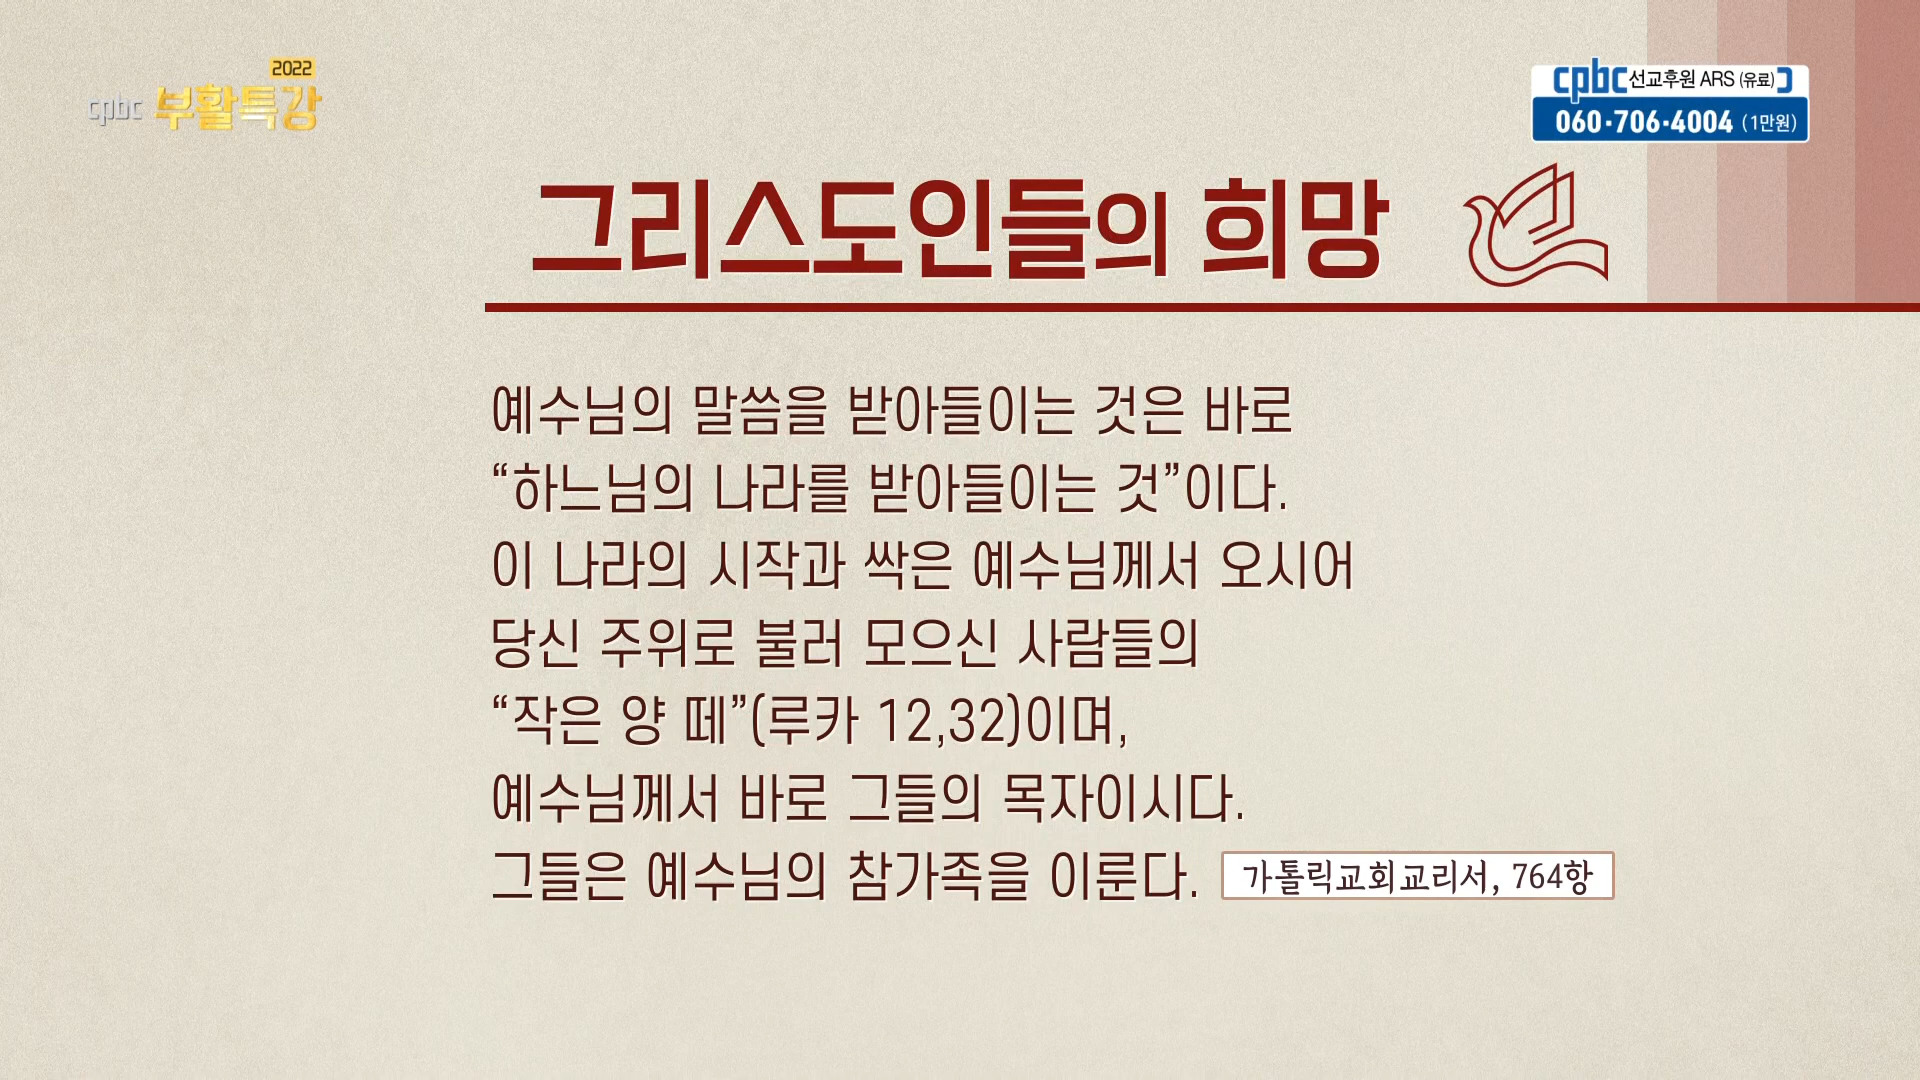 2022
cpbc 부활특강
cpbc 선교후원 ARS (유료)
060·706·4004 (1만원)
그리스도인들의 희망
예수님의 말씀을 받아들이는 것은 바로
“하느님의 나라를 받아들이는 것”이다.
이 나라의 시작과 싹은 예수님께서 오시어
당신 주위로 불러 모으신 사람들의
“작은 양 떼”(루카 12,32)이며,
예수님께서 바로 그들의 목자이시다.
그들은 예수님의 참가족을 이룬다.
가톨릭교회교리서, 764항